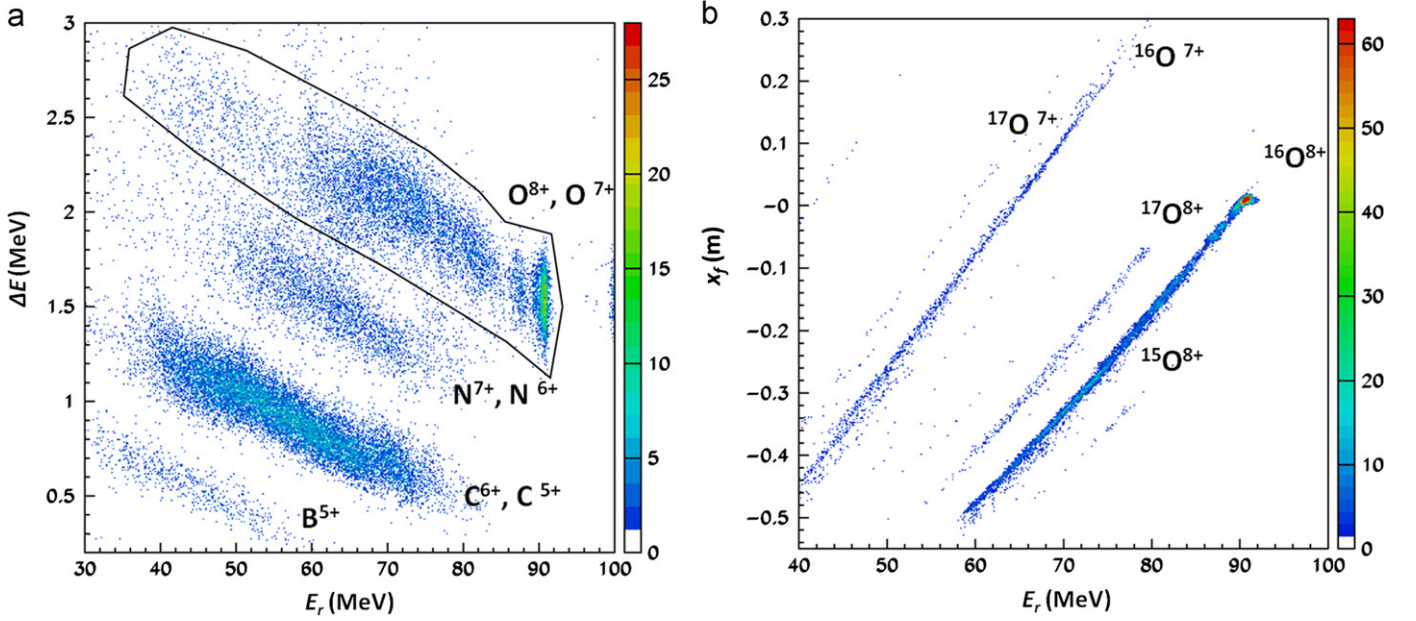 a
3
2.5
2
1.5
1
0.5
ΔE (MeV)
30 40 50 60 70 80 90 100
E_r (MeV)
O⁸⁺, O ⁷⁺
N⁷⁺, N ⁶⁺
C⁶⁺, C ⁵⁺
B⁵⁺
25
20
15
10
5
0
b
0.3
0.2
0.1
−0
−0.1
−0.2
−0.3
−0.4
−0.5
x_f (m)
40 50 60 70 80 90 100
E_r (MeV)
¹⁶O ⁷⁺
¹⁷O ⁷⁺
¹⁶O⁸⁺
¹⁷O⁸⁺
¹⁵O⁸⁺
60
50
40
30
20
10
0